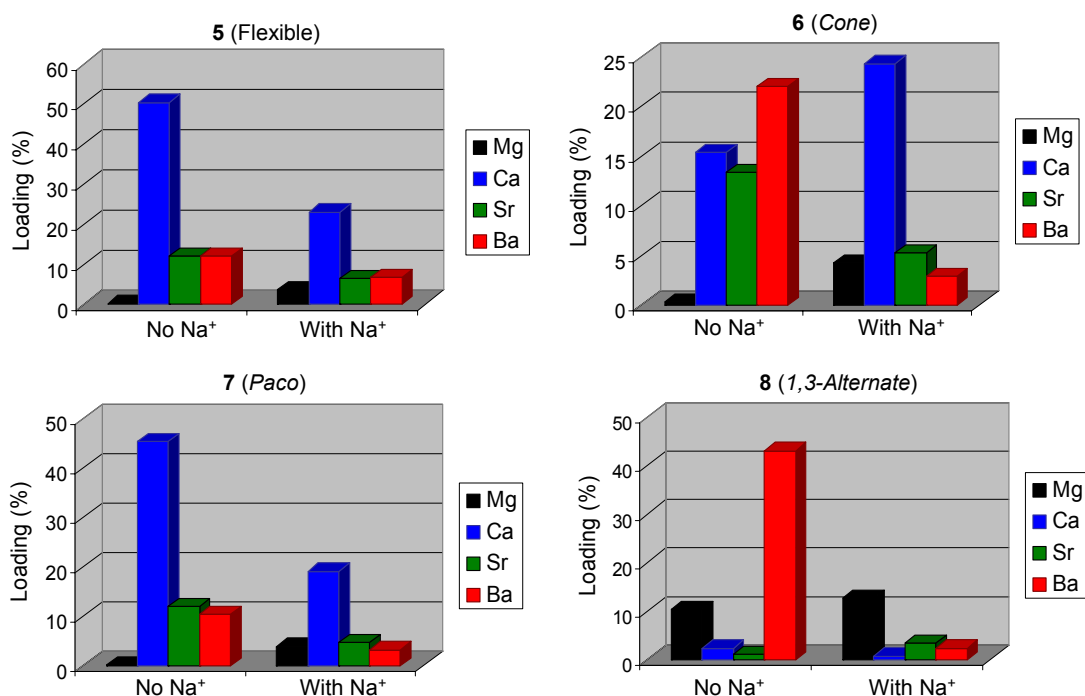 5 (Flexible)
Loading (%)
60
50
40
30
20
10
0
No Na⁺
With Na⁺
Mg
Ca
Sr
Ba
6 (Cone)
Loading (%)
25
20
15
10
5
0
No Na⁺
With Na⁺
Mg
Ca
Sr
Ba
7 (Paco)
Loading (%)
50
40
30
20
10
0
No Na⁺
With Na⁺
Mg
Ca
Sr
Ba
8 (1,3-Alternate)
Loading (%)
50
40
30
20
10
0
No Na⁺
With Na⁺
Mg
Ca
Sr
Ba